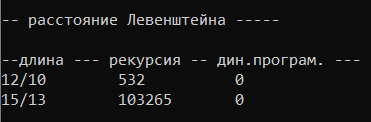 -- расстояние Левенштейна -----
--длина --- рекурсия -- дин.програм. ---
12/10 532 0
15/13 103265 0